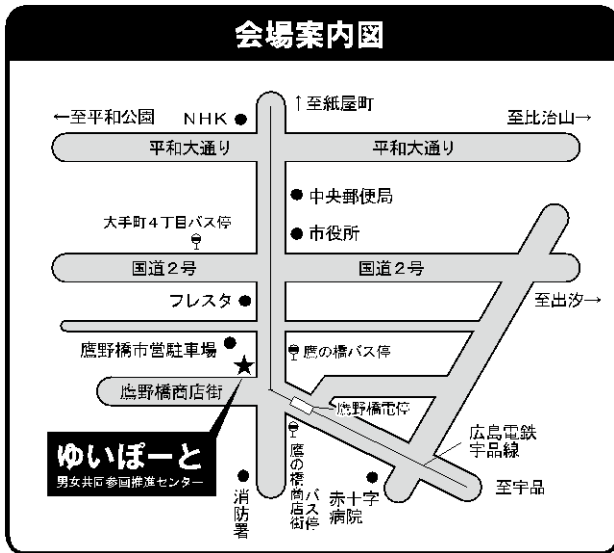 会場案内図
←至平和公園
NHK
↑至紙屋町
至比治山→
平和大通り
平和大通り
中央郵便局
大手町4丁目バス停
市役所
国道2号
国道2号
フレスタ
至出汐→
鷹野橋市営駐車場
鷹の橋バス停
鷹野橋商店街
鷹野橋電停
広島電鉄
宇品線
ゆいぽーと
男女共同参画推進センター
消防署
鷹の橋商店街
バス停
赤十字
病院
至宇品